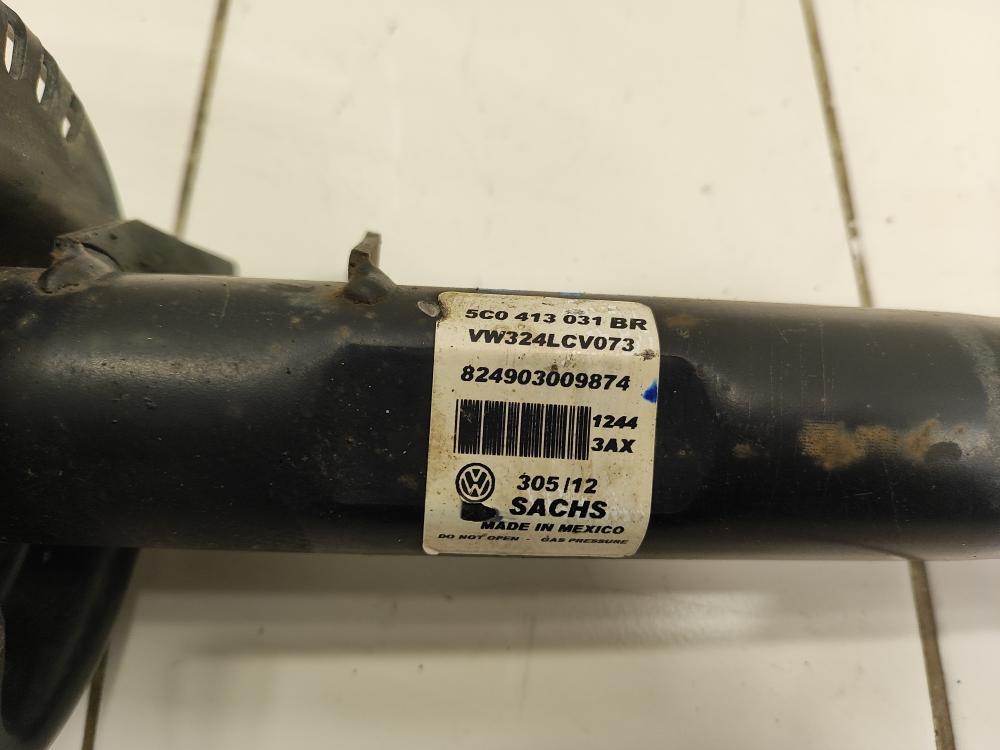 5C0 413 031 BR
VW324LCV073
824903009874
1244
3AX
305/12
SACHS
MADE IN MEXICO
DO NOT OPEN - GAS PRESSURE